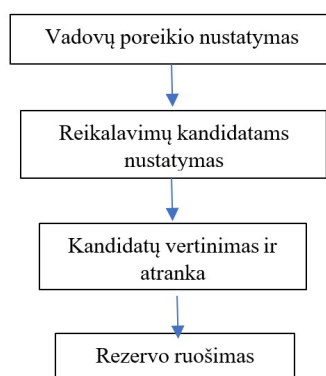 Vadovų poreikio nustatymas
Reikalavimų kandidatams
nustatymas
Kandidatų vertinimas ir
atranka
Rezervo ruošimas